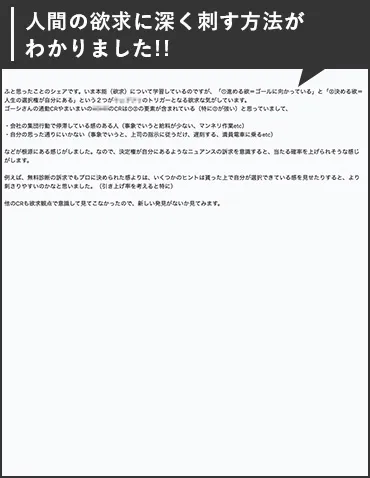 人間の欲求に深く刺す方法が
わかりました!!
ふと思ったことのシェアです。いま本能（欲求）について学習しているのですが、「①進める欲＝ゴールに向かっている」と「②決める欲＝
人生の選択権が自分にある」という2つが
のトリガーとなる欲求な気がしています。
ゴーシさんの通勤CRやまいまいの
のCRは①②の要素が含まれている（特に①が強い）と思っていまして、
・会社の集団行動で停滞している感のある人（事象でいうと給料が少ない、マンネリ作業etc）
・自分の思った通りにいかない（事象でいうと、上司の指示に従うだけ、遅刻する、満員電車に乗るetc）
などが根源にある感じがしました。なので、決定権が自分にあるようなニュアンスの訴求を意識すると、当たる確率を上げられそうな感じ
がします。
例えば、無料診断の訴求でもプロに決められた感よりは、いくつかのヒントは貰った上で自分が選択できている感を見せたりすると、より
刺さりやすいのかなと思いました。（引き上げ率を考えると特に）
他のCRも欲求観点で意識して見てこなかったので、新しい発見がないか見てみます。